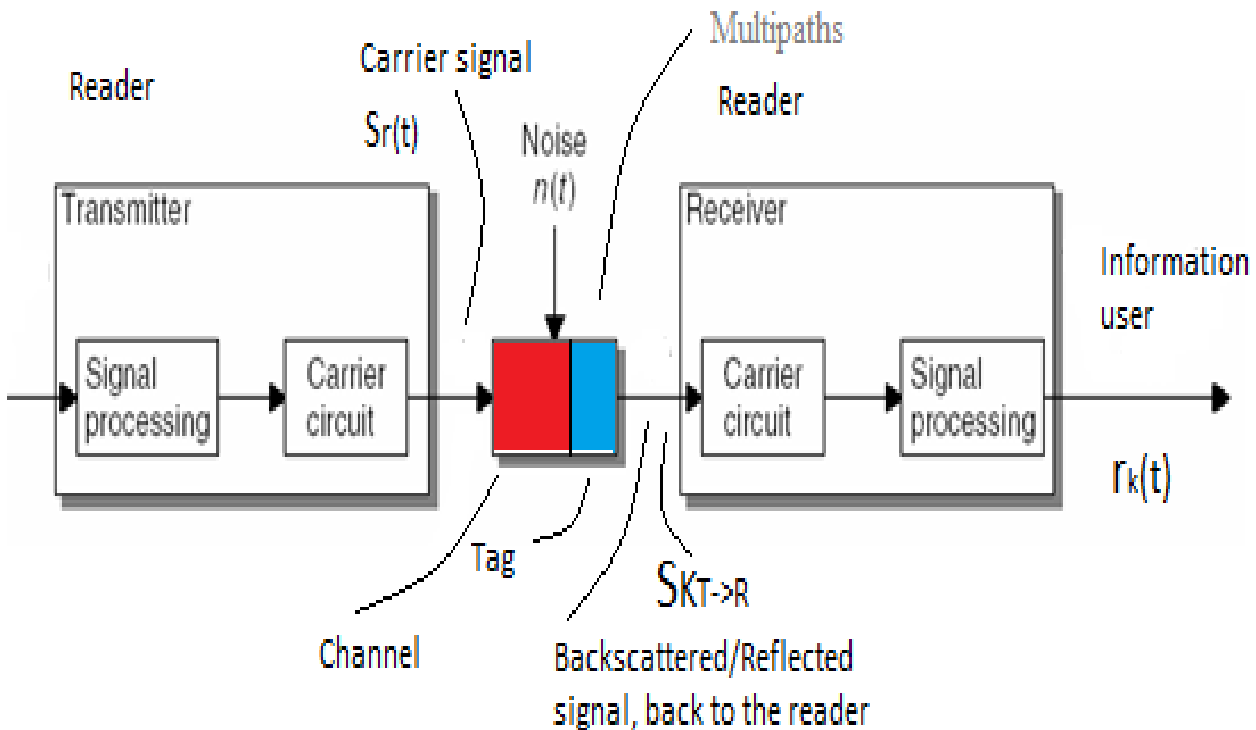 Multipaths
Carrier signal
Reader
Reader
Sr(t)
Noise
n(t)
Transmitter
Receiver
Information
user
Signal
processing
Carrier
circuit
Carrier
circuit
Signal
processing
rk(t)
Tag
SKT->R
Channel
Backscattered/Reflected
signal, back to the reader